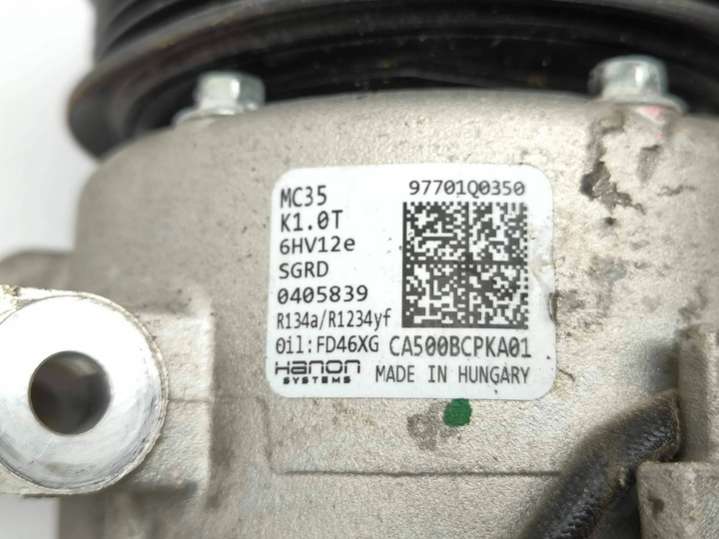 MC35
97701Q0350
K1.0T
6HV12e
SGRD
0405839
R134a/R1234yf
Oil:FD46XG CA500BCPKA01
Hanon
SYSTEMS
MADE IN HUNGARY